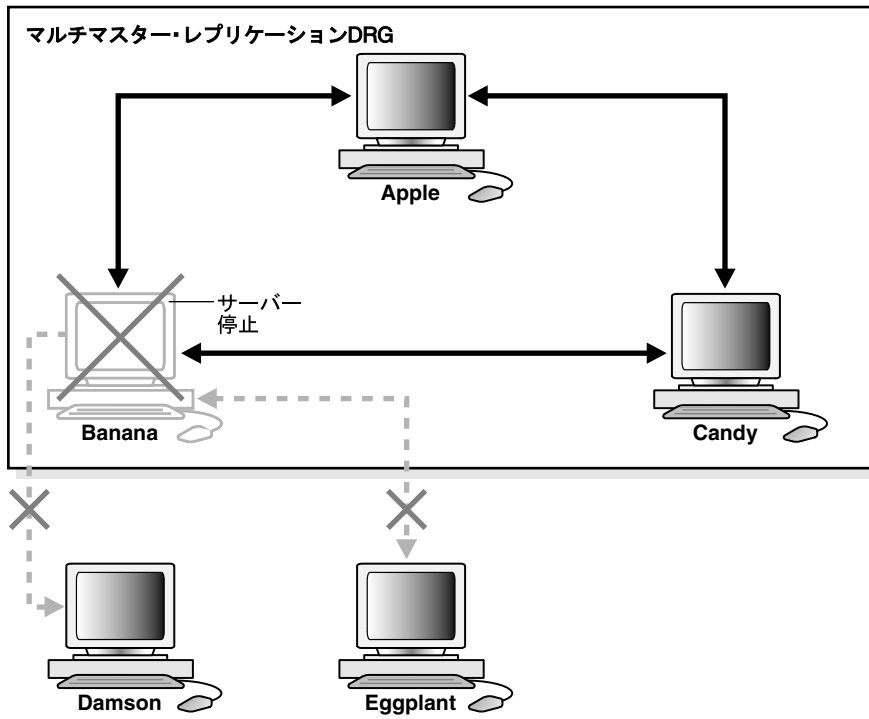 マルチマスター・レプリケーションDRG
Apple
サーバー
停止
Banana
Candy
Damson
Eggplant